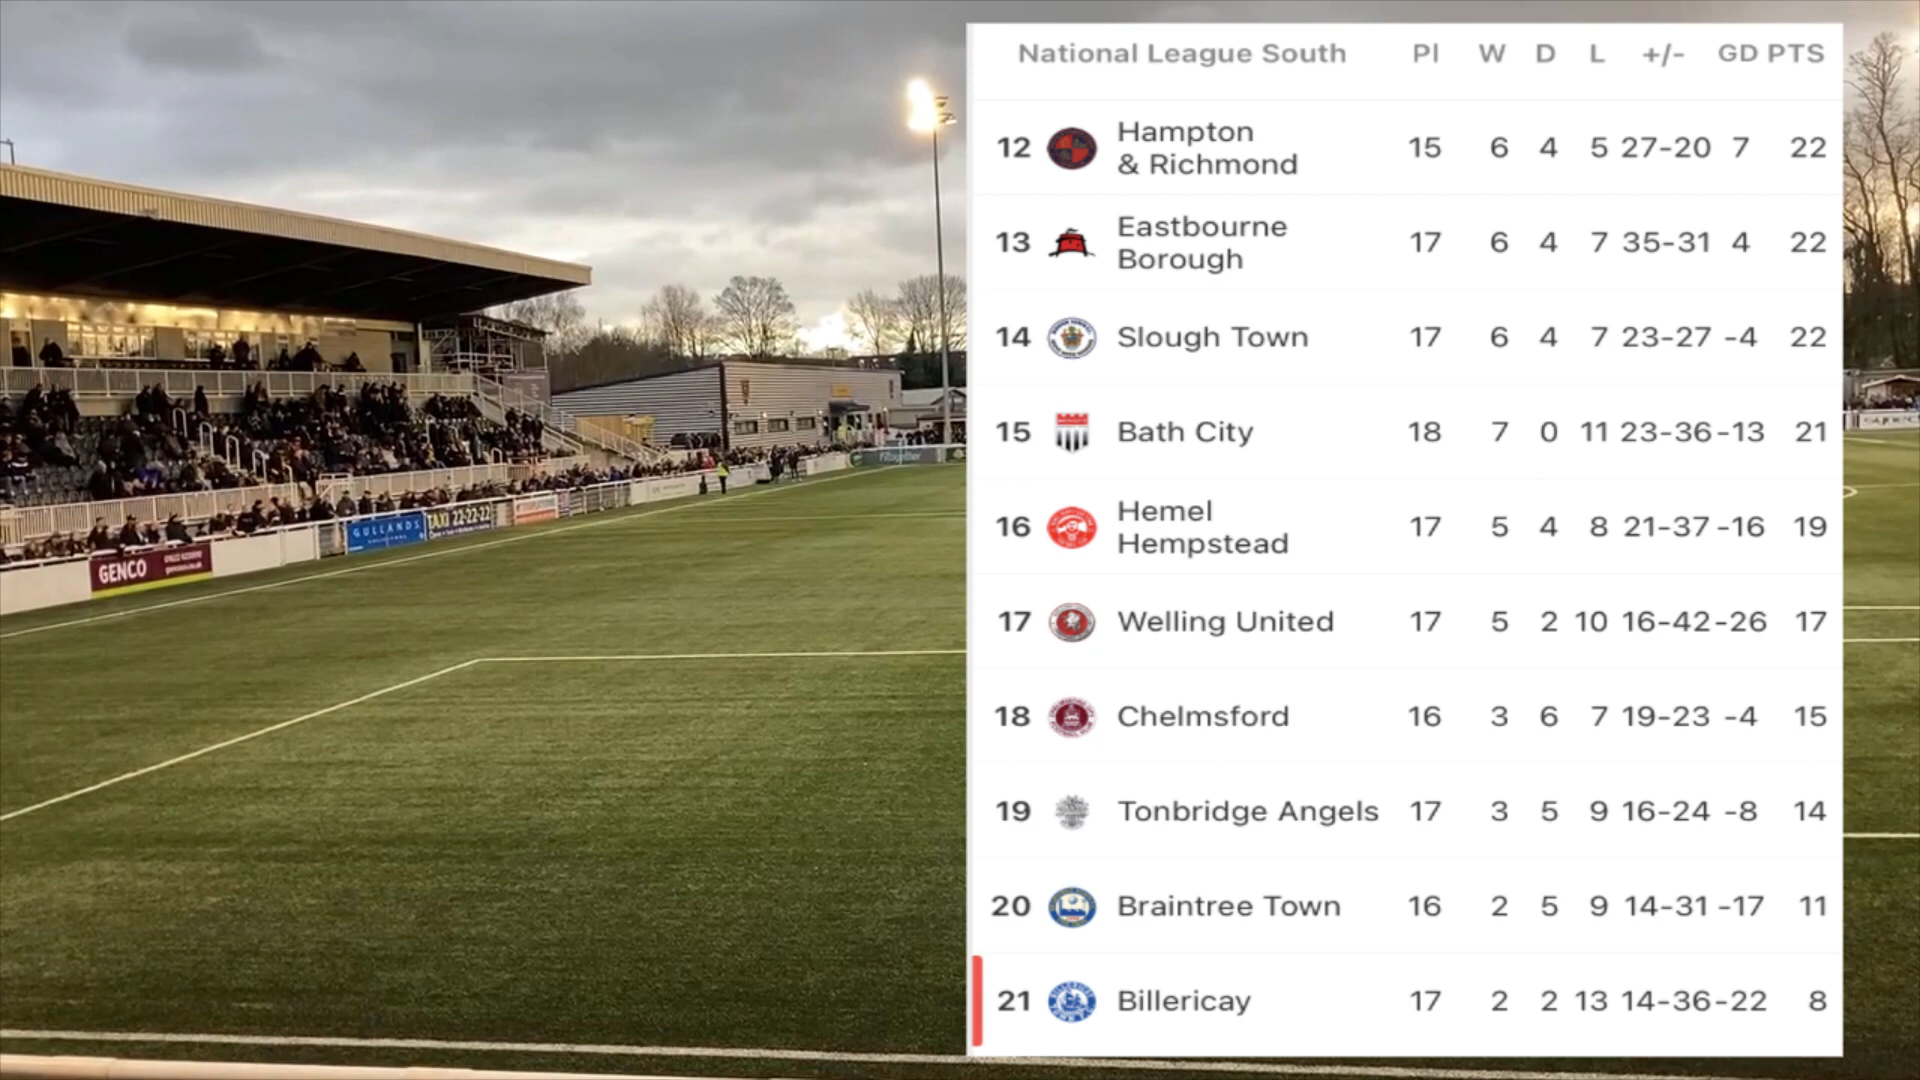 National League South Pl W D L +/- GD PTS
12 Hampton & Richmond 15 6 4 5 27-20 7 22
13 Eastbourne Borough 17 6 4 7 35-31 4 22
14 Slough Town 17 6 4 7 23-27 -4 22
15 Bath City 18 7 0 11 23-36 -13 21
16 Hemel Hempstead 17 5 4 8 21-37 -16 19
17 Welling United 17 5 2 10 16-42 -26 17
18 Chelmsford 16 3 6 7 19-23 -4 15
19 Tonbridge Angels 17 3 5 9 16-24 -8 14
20 Braintree Town 16 2 5 9 14-31 -17 11
21 Billericay 17 2 2 13 14-36 -22 8
GULLANDS
TAXI 22-22-22
GENCO